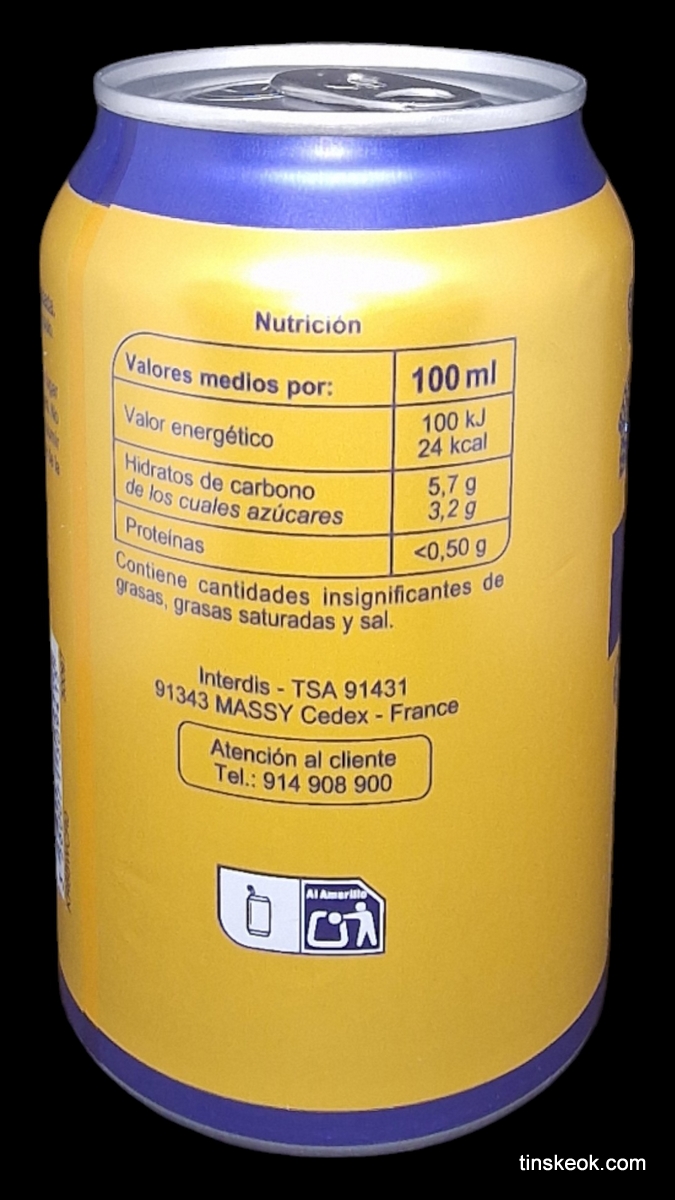 Nutrición
Valores medios por: 100 ml
Valor energético 100 kJ
24 kcal
Hidratos de carbono 5,7 g
de los cuales azúcares 3,2 g
Proteínas <0,50 g
Contiene cantidades insignificantes de
grasas, grasas saturadas y sal.
Interdis - TSA 91431
91343 MASSY Cedex - France
Atención al cliente
Tel.: 914 908 900
Al Amarillo
tinskeok.com